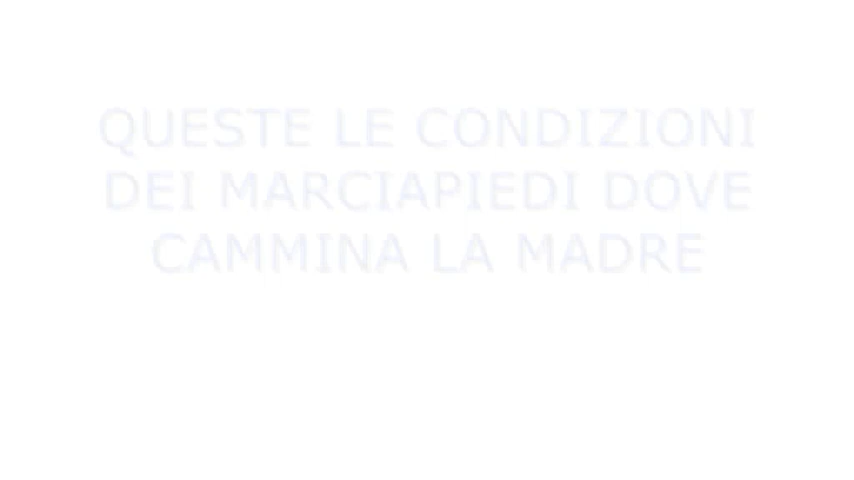 QUESTE LE CONDIZIONI
DEI MARCIAPIEDI DOVE
CAMMINA LA MADRE